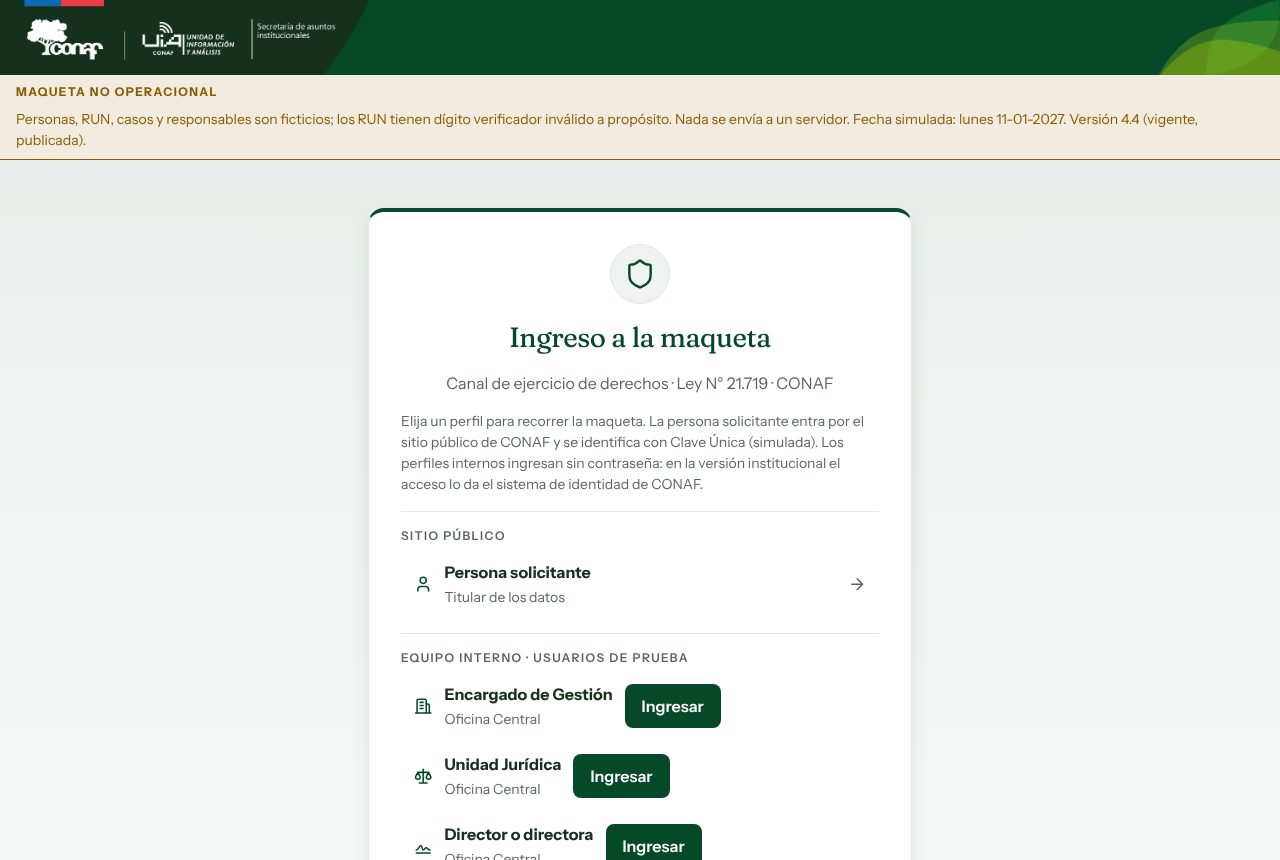 conaf
UIA
CONAF
UNIDAD DE
INFORMACIÓN
Y ANÁLISIS
Secretaría de asuntos
institucionales
MAQUETA NO OPERACIONAL
Personas, RUN, casos y responsables son ficticios; los RUN tienen dígito verificador inválido a propósito. Nada se envía a un servidor. Fecha simulada: lunes 11-01-2027. Versión 4.4 (vigente,
publicada).
Ingreso a la maqueta
Canal de ejercicio de derechos · Ley N° 21.719 · CONAF
Elija un perfil para recorrer la maqueta. La persona solicitante entra por el
sitio público de CONAF y se identifica con Clave Única (simulada). Los
perfiles internos ingresan sin contraseña: en la versión institucional el
acceso lo da el sistema de identidad de CONAF.
SITIO PÚBLICO
Persona solicitante
Titular de los datos
EQUIPO INTERNO · USUARIOS DE PRUEBA
Encargado de Gestión
Oficina Central
Ingresar
Unidad Jurídica
Oficina Central
Ingresar
Director o directora
Oficina Central
Ingresar